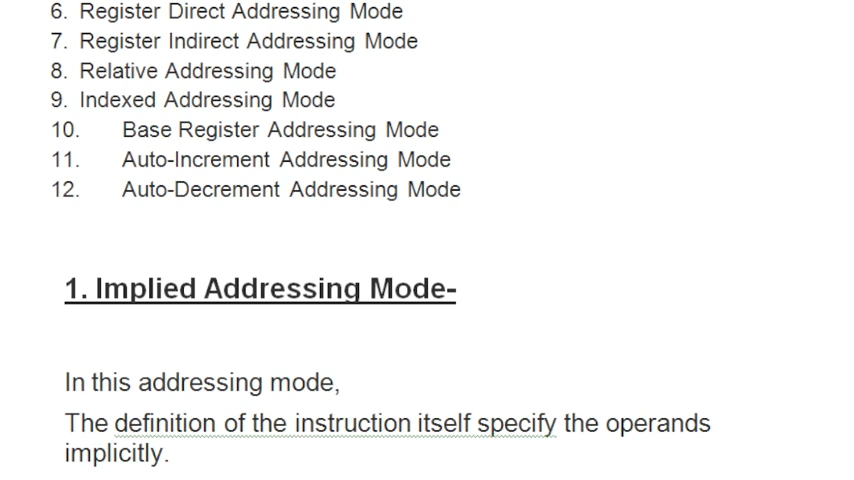 6. Register Direct Addressing Mode
7. Register Indirect Addressing Mode
8. Relative Addressing Mode
9. Indexed Addressing Mode
10. Base Register Addressing Mode
11. Auto-Increment Addressing Mode
12. Auto-Decrement Addressing Mode
1. Implied Addressing Mode-
In this addressing mode,
The definition of the instruction itself specify the operands
implicitly.